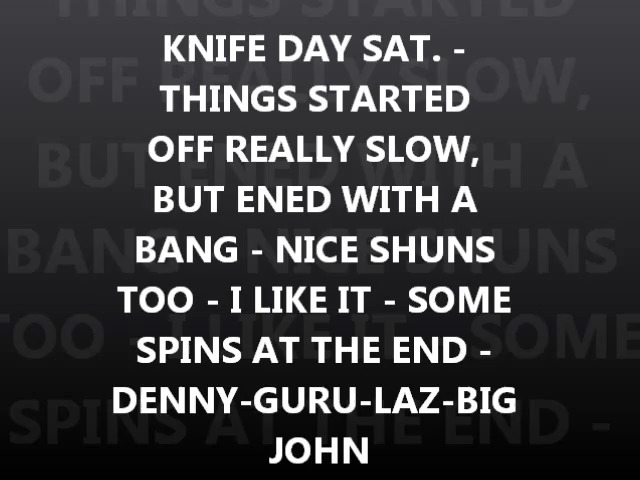 KNIFE DAY SAT. -
THINGS STARTED
OFF REALLY SLOW,
BUT ENED WITH A
BANG - NICE SHUNS
TOO - I LIKE IT - SOME
SPINS AT THE END -
DENNY-GURU-LAZ-BIG
JOHN